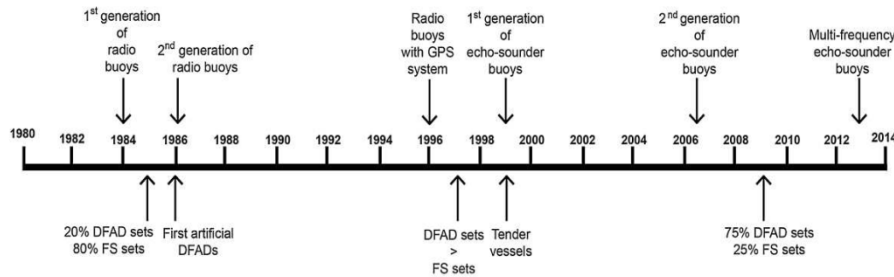 1st generation
of
radio
buoys
2nd generation of
radio buoys
Radio
buoys
with GPS
system
1st generation
of
echo-sounder
buoys
2nd generation
of
echo-sounder
buoys
Multi-frequency
echo-sounder
buoys
1980 1982 1984 1986 1988 1990 1992 1994 1996 1998 2000 2002 2004 2006 2008 2010 2012 2014
20% DFAD sets
80% FS sets
First artificial
DFADs
DFAD sets
>
FS sets
Tender
vessels
75% DFAD sets
25% FS sets